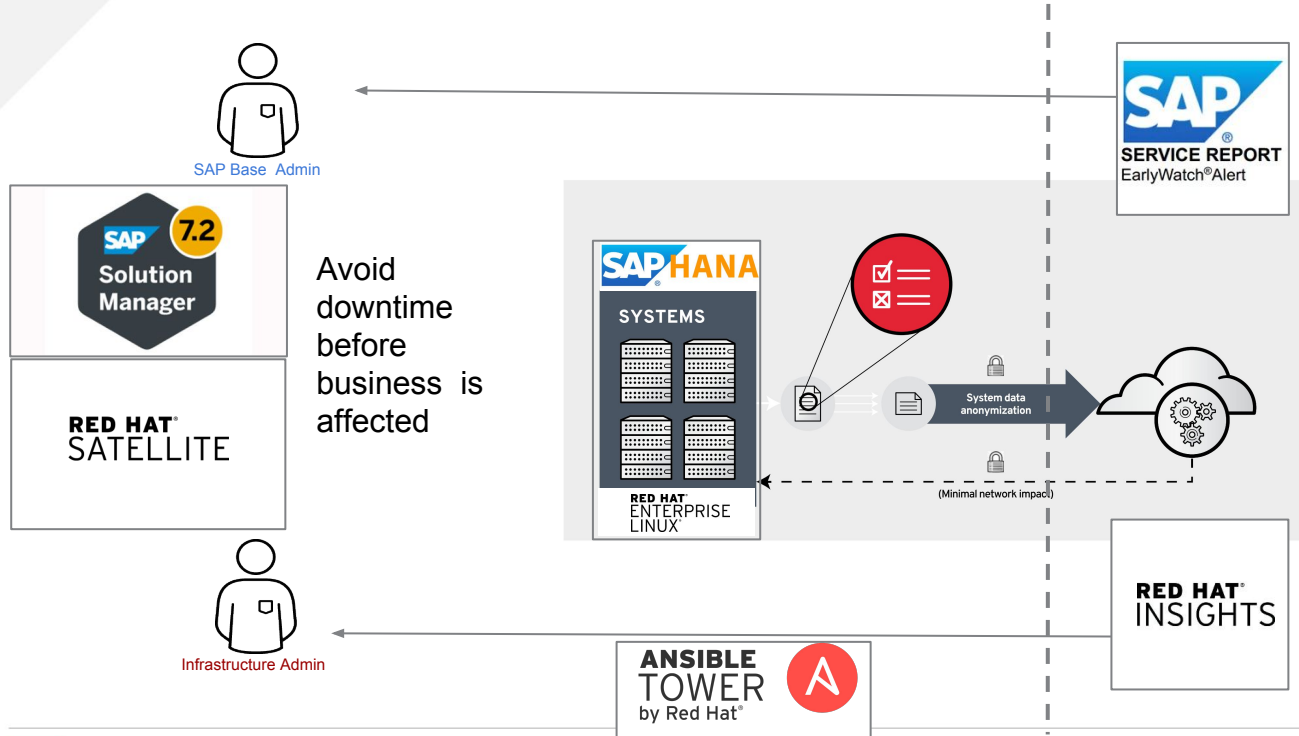 SAP Base  Admin
SAP 7.2
Solution
Manager
RED HAT®
SATELLITE
Avoid
downtime
before
business is
affected
Infrastructure Admin
SAP® HANA
SYSTEMS
RED HAT®
ENTERPRISE
LINUX®
System data
anonymization
(Minimal network impact)
SAP
®
SERVICE REPORT
EarlyWatch®Alert
RED HAT®
INSIGHTS
ANSIBLE
TOWER
by Red Hat®
A